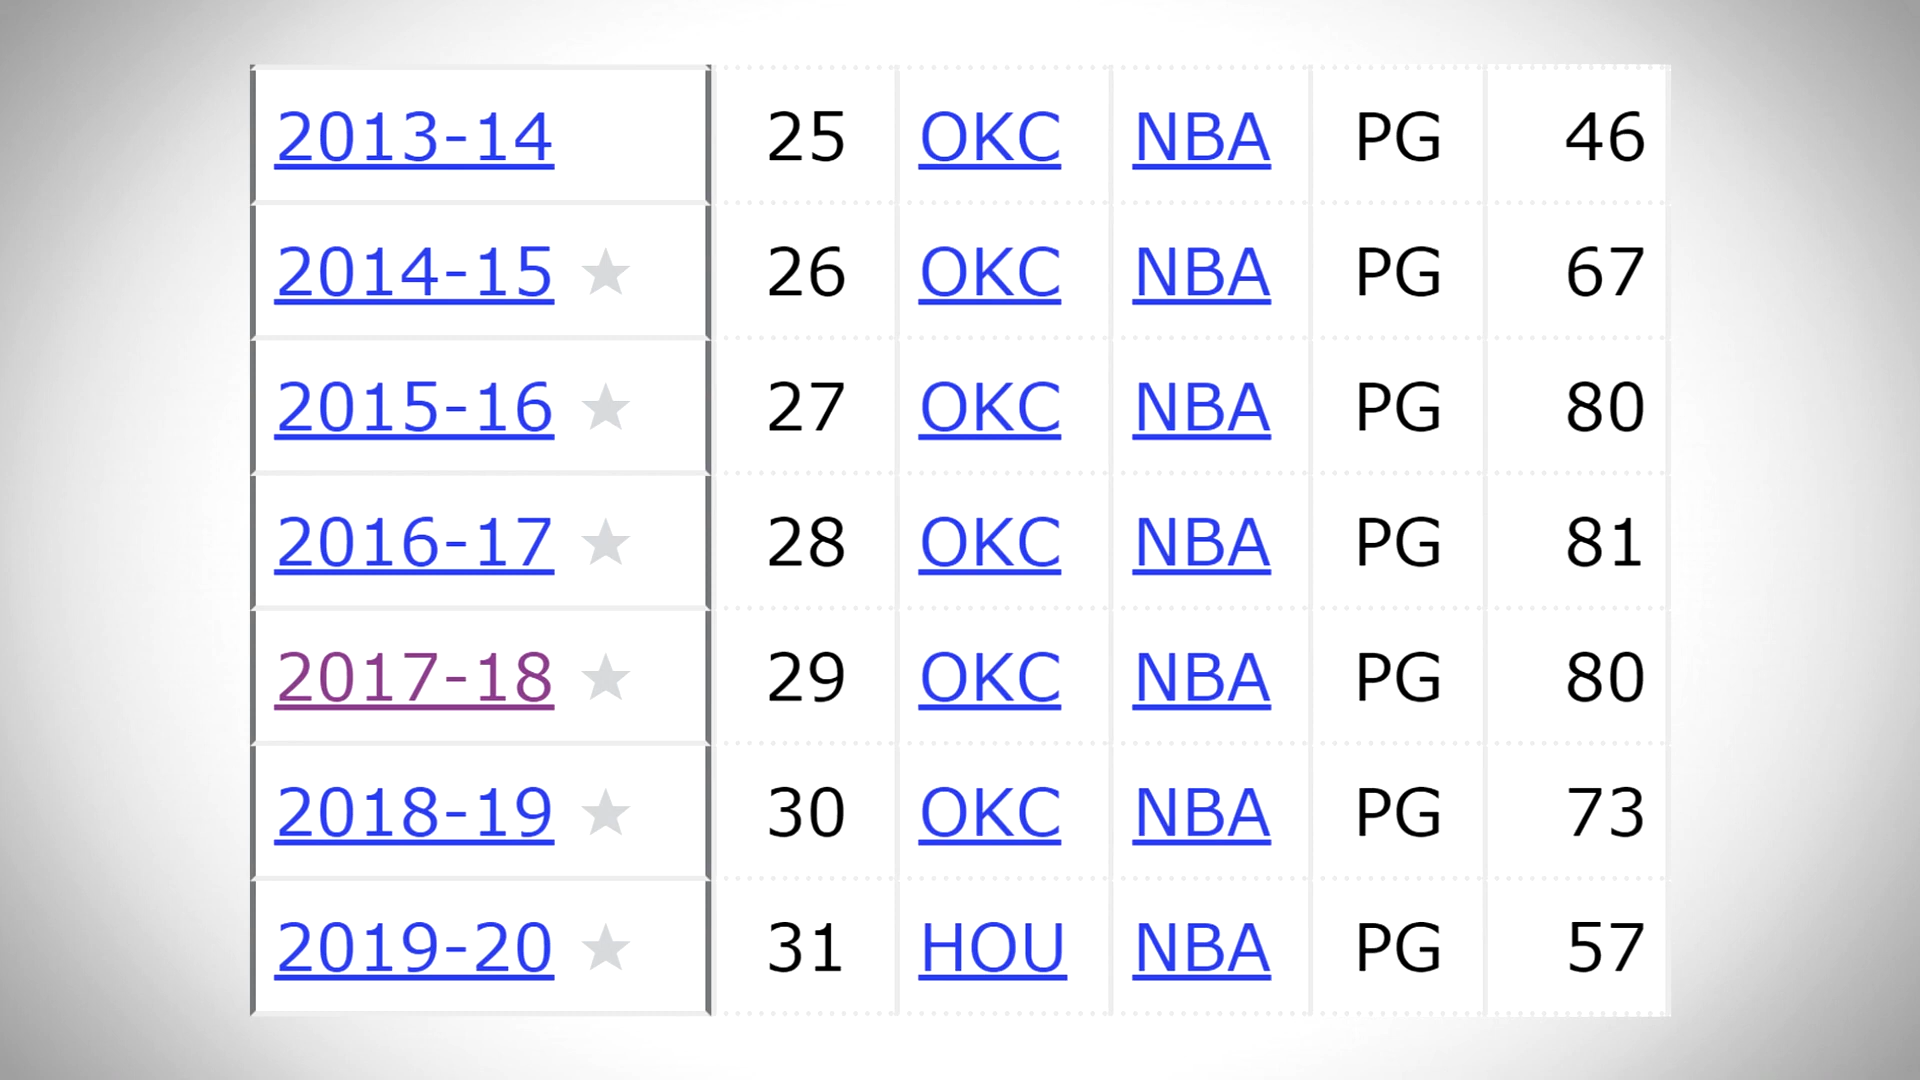 2013-14 25 OKC NBA PG 46
2014-15 ★ 26 OKC NBA PG 67
2015-16 ★ 27 OKC NBA PG 80
2016-17 ★ 28 OKC NBA PG 81
2017-18 ★ 29 OKC NBA PG 80
2018-19 ★ 30 OKC NBA PG 73
2019-20 ★ 31 HOU NBA PG 57